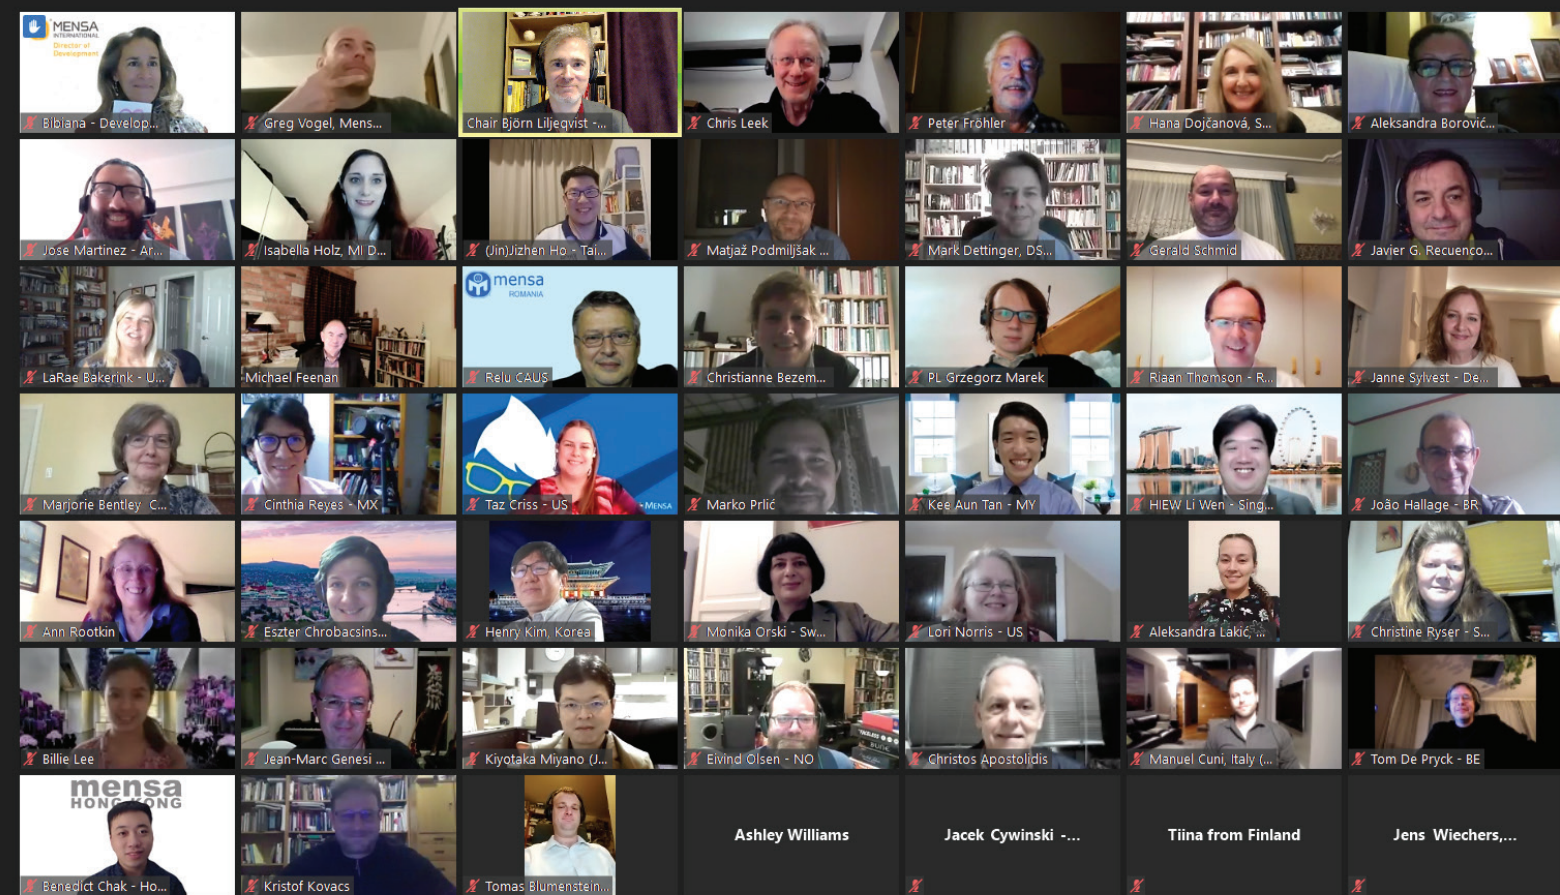 MENSA
INTERNATIONAL
Director of
Development
Bibiana - Develop...
Greg Vogel, Mens...
Chair Björn Liljeqvist -...
Chris Leek
Peter Fröhler
Hana Dojčanová, S...
Aleksandra Borović...
Jose Martinez - Ar...
Isabella Holz, MI D...
(Jin)Jizhen Ho - Tai...
Matjaž Podmiljšak ...
Mark Dettinger, DS...
Gerald Schmid
Javier G. Recuenco...
LaRae Bakerink - U...
Michael Feenan
mensa
ROMANIA
Relu CAUS
Christianne Bezem...
PL Grzegorz Marek
Riaan Thomson - R...
Janne Sylvest - De...
Marjorie Bentley C...
Cinthia Reyes - MX
Taz Criss - US
MENSA
Marko Prlić
Kee Aun Tan - MY
HIEW Li Wen - Sing...
João Hallage - BR
Ann Rootkin
Eszter Chrobacsins...
Henry Kim, Korea
Monika Orski - Sw...
Lori Norris - US
Aleksandra Lakić, ...
Christine Ryser - S...
Billie Lee
Jean-Marc Genesi ...
Kiyotaka Miyano (J...
Eivind Olsen - NO
Christos Apostolidis
Manuel Cuni, Italy (...
Tom De Pryck - BE
mensa
HONG KONG
Benedict Chak - Ho...
Kristof Kovacs
Tomas Blumenstein...
Ashley Williams
Jacek Cywinski -...
Tiina from Finland
Jens Wiechers,...